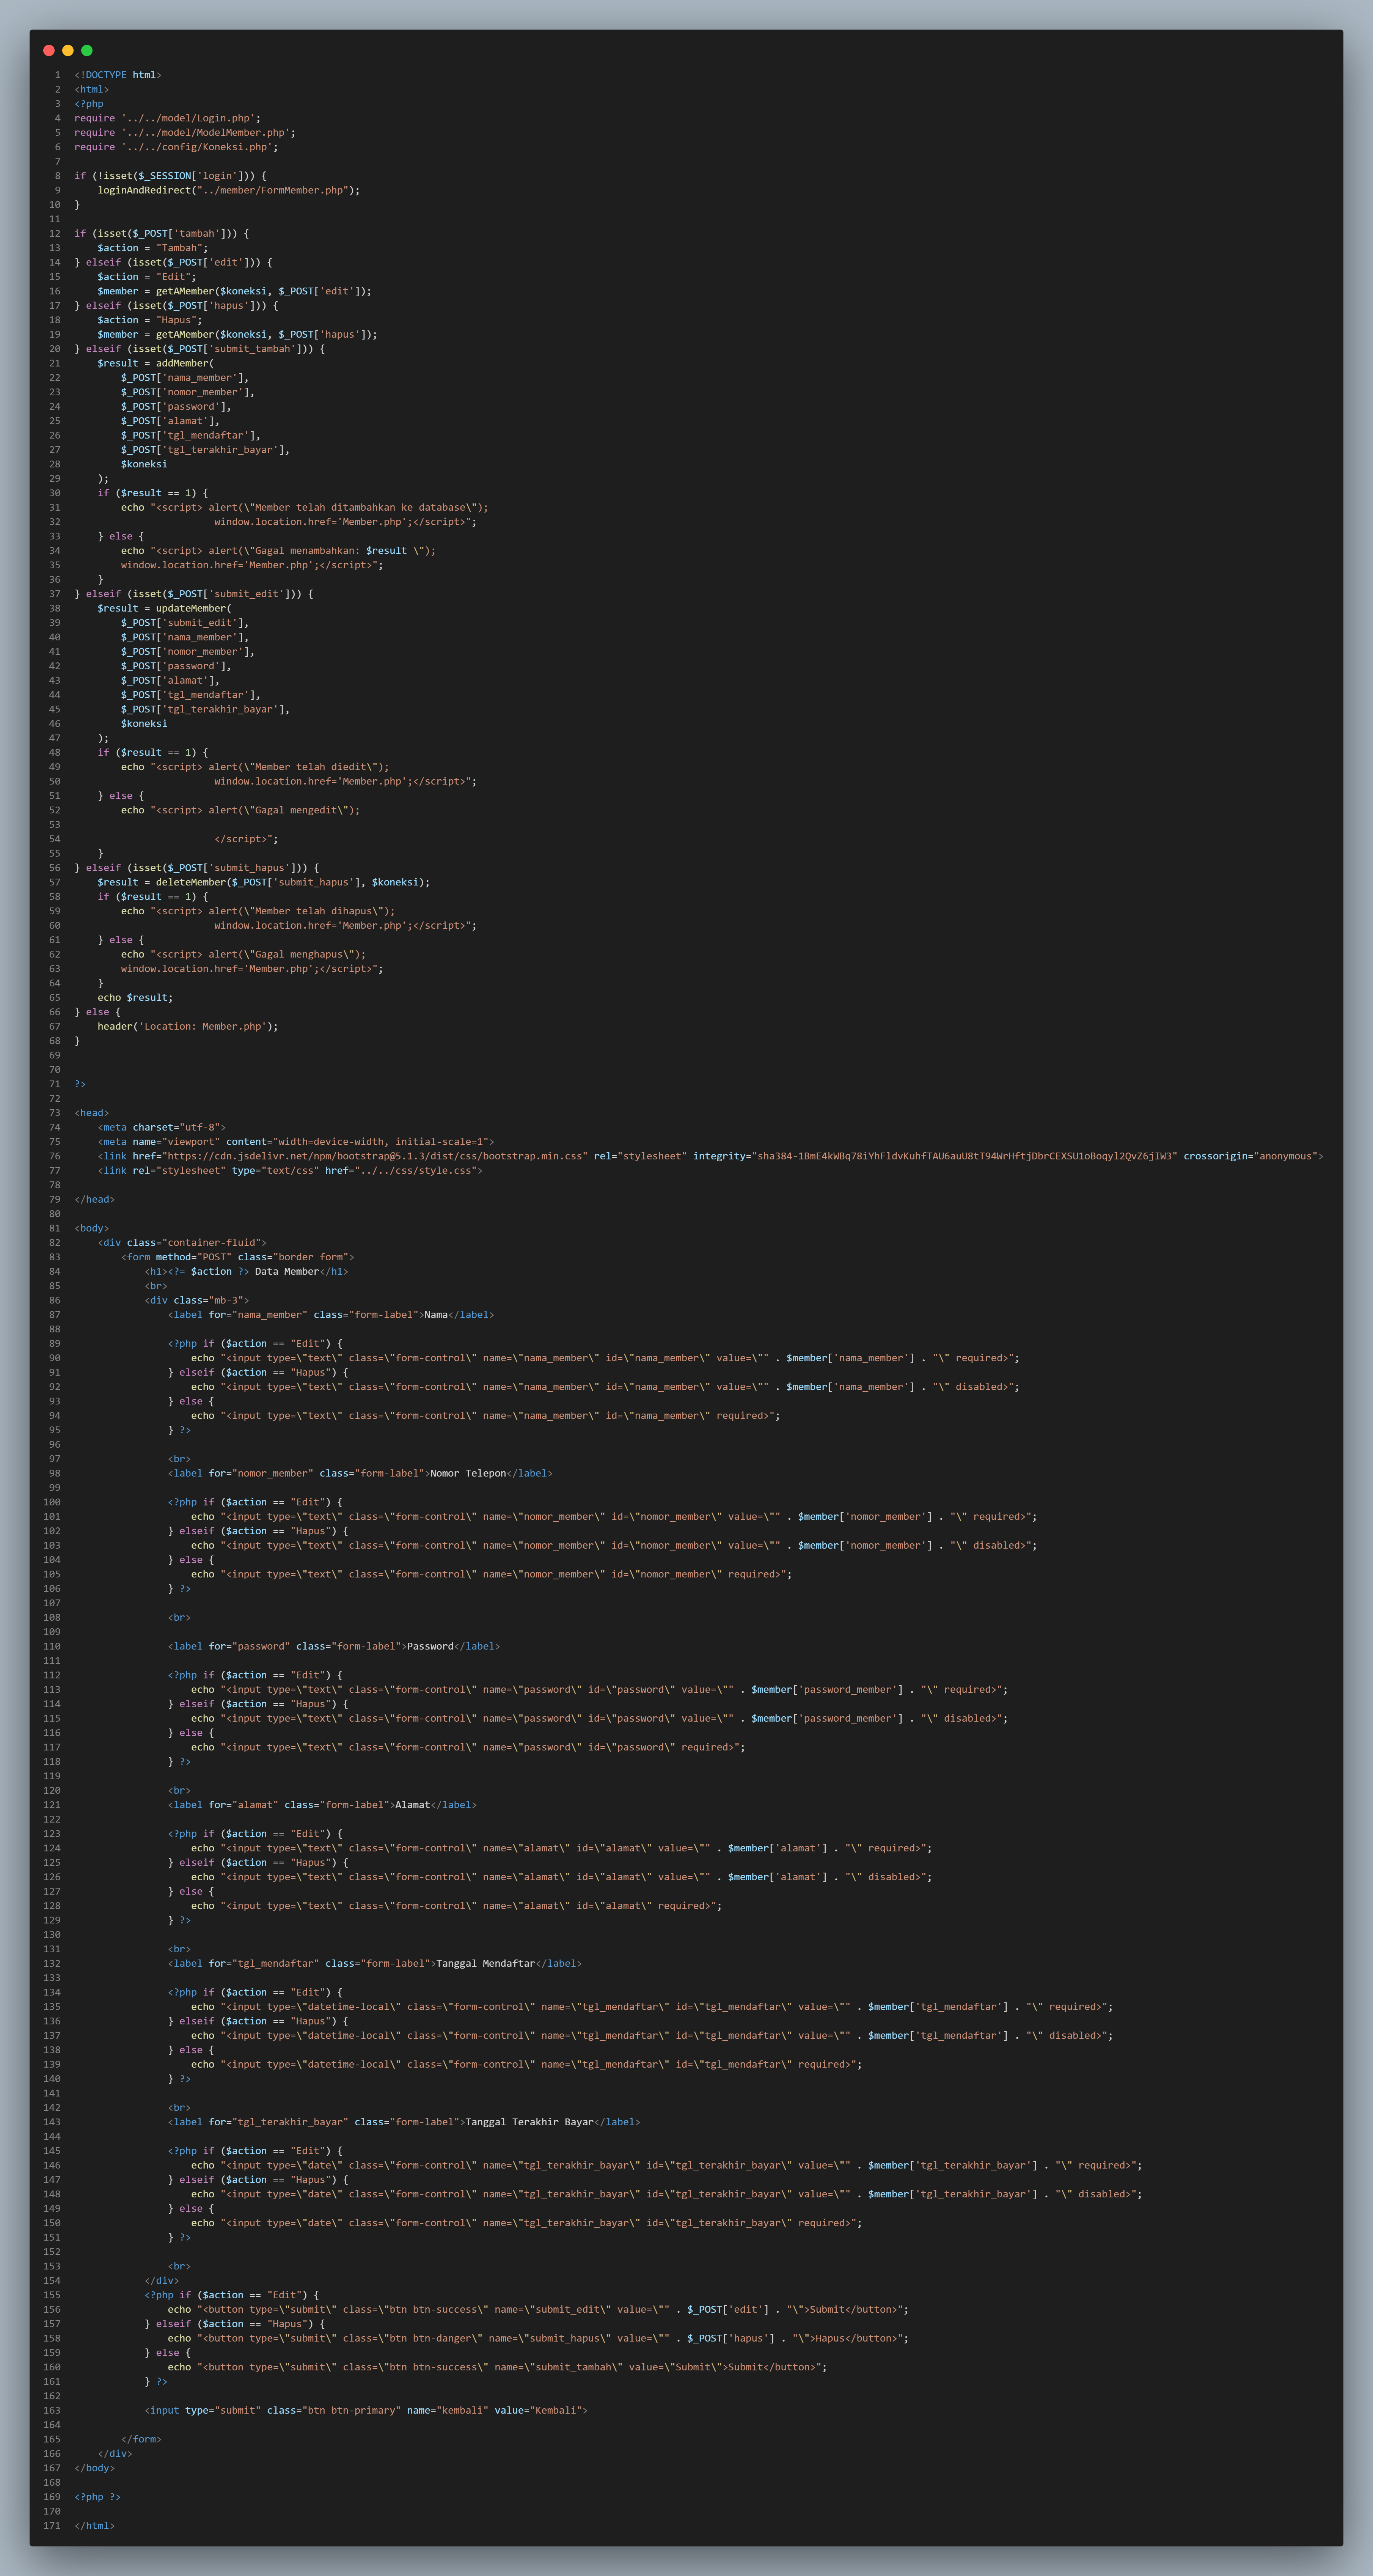 1 <!DOCTYPE html>
2 <html>
3 <?php
4 require '../../model/Login.php';
5 require '../../model/ModelMember.php';
6 require '../../config/Koneksi.php';
7
8 if (!isset($_SESSION['login'])) {
9     loginAndRedirect("../member/FormMember.php");
10 }
11
12 if (isset($_POST['tambah'])) {
13     $action = "Tambah";
14 } elseif (isset($_POST['edit'])) {
15     $action = "Edit";
16     $member = getAMember($koneksi, $_POST['edit']);
17 } elseif (isset($_POST['hapus'])) {
18     $action = "Hapus";
19     $member = getAMember($koneksi, $_POST['hapus']);
20 } elseif (isset($_POST['submit_tambah'])) {
21     $result = addMember(
22         $_POST['nama_member'],
23         $_POST['nomor_member'],
24         $_POST['password'],
25         $_POST['alamat'],
26         $_POST['tgl_mendaftar'],
27         $_POST['tgl_terakhir_bayar'],
28         $koneksi
29     );
30     if ($result == 1) {
31         echo "<script> alert(\"Member telah ditambahkan ke database\");
32                         window.location.href='Member.php';</script>";
33     } else {
34         echo "<script> alert(\"Gagal menambahkan: $result \");
35         window.location.href='Member.php';</script>";
36     }
37 } elseif (isset($_POST['submit_edit'])) {
38     $result = updateMember(
39         $_POST['submit_edit'],
40         $_POST['nama_member'],
41         $_POST['nomor_member'],
42         $_POST['password'],
43         $_POST['alamat'],
44         $_POST['tgl_mendaftar'],
45         $_POST['tgl_terakhir_bayar'],
46         $koneksi
47     );
48     if ($result == 1) {
49         echo "<script> alert(\"Member telah diedit\");
50                         window.location.href='Member.php';</script>";
51     } else {
52         echo "<script> alert(\"Gagal mengedit\");
53
54                         </script>";
55     }
56 } elseif (isset($_POST['submit_hapus'])) {
57     $result = deleteMember($_POST['submit_hapus'], $koneksi);
58     if ($result == 1) {
59         echo "<script> alert(\"Member telah dihapus\");
60                         window.location.href='Member.php';</script>";
61     } else {
62         echo "<script> alert(\"Gagal menghapus\");
63         window.location.href='Member.php';</script>";
64     }
65     echo $result;
66 } else {
67     header('Location: Member.php');
68 }
69
70
71 ?>
72
73 <head>
74     <meta charset="utf-8">
75     <meta name="viewport" content="width=device-width, initial-scale=1">
76     <link href="https://cdn.jsdelivr.net/npm/bootstrap@5.1.3/dist/css/bootstrap.min.css" rel="stylesheet" integrity="sha384-1BmE4kWBq78iYhFldvKuhfTAU6auU8tT94WrHftjDbrCEXSU1oBoqyl2QvZ6jIW3" crossorigin="anonymous">
77     <link rel="stylesheet" type="text/css" href="../../css/style.css">
78
79 </head>
80
81 <body>
82     <div class="container-fluid">
83         <form method="POST" class="border form">
84             <h1><?= $action ?> Data Member</h1>
85             <br>
86             <div class="mb-3">
87                 <label for="nama_member" class="form-label">Nama</label>
88
89                 <?php if ($action == "Edit") {
90                     echo "<input type=\"text\" class=\"form-control\" name=\"nama_member\" id=\"nama_member\" value=\"" . $member['nama_member'] . "\" required>";
91                 } elseif ($action == "Hapus") {
92                     echo "<input type=\"text\" class=\"form-control\" name=\"nama_member\" id=\"nama_member\" value=\"" . $member['nama_member'] . "\" disabled>";
93                 } else {
94                     echo "<input type=\"text\" class=\"form-control\" name=\"nama_member\" id=\"nama_member\" required>";
95                 } ?>
96
97                 <br>
98                 <label for="nomor_member" class="form-label">Nomor Telepon</label>
99
100                 <?php if ($action == "Edit") {
101                     echo "<input type=\"text\" class=\"form-control\" name=\"nomor_member\" id=\"nomor_member\" value=\"" . $member['nomor_member'] . "\" required>";
102                 } elseif ($action == "Hapus") {
103                     echo "<input type=\"text\" class=\"form-control\" name=\"nomor_member\" id=\"nomor_member\" value=\"" . $member['nomor_member'] . "\" disabled>";
104                 } else {
105                     echo "<input type=\"text\" class=\"form-control\" name=\"nomor_member\" id=\"nomor_member\" required>";
106                 } ?>
107
108                 <br>
109
110                 <label for="password" class="form-label">Password</label>
111
112                 <?php if ($action == "Edit") {
113                     echo "<input type=\"text\" class=\"form-control\" name=\"password\" id=\"password\" value=\"" . $member['password_member'] . "\" required>";
114                 } elseif ($action == "Hapus") {
115                     echo "<input type=\"text\" class=\"form-control\" name=\"password\" id=\"password\" value=\"" . $member['password_member'] . "\" disabled>";
116                 } else {
117                     echo "<input type=\"text\" class=\"form-control\" name=\"password\" id=\"password\" required>";
118                 } ?>
119
120                 <br>
121                 <label for="alamat" class="form-label">Alamat</label>
122
123                 <?php if ($action == "Edit") {
124                     echo "<input type=\"text\" class=\"form-control\" name=\"alamat\" id=\"alamat\" value=\"" . $member['alamat'] . "\" required>";
125                 } elseif ($action == "Hapus") {
126                     echo "<input type=\"text\" class=\"form-control\" name=\"alamat\" id=\"alamat\" value=\"" . $member['alamat'] . "\" disabled>";
127                 } else {
128                     echo "<input type=\"text\" class=\"form-control\" name=\"alamat\" id=\"alamat\" required>";
129                 } ?>
130
131                 <br>
132                 <label for="tgl_mendaftar" class="form-label">Tanggal Mendaftar</label>
133
134                 <?php if ($action == "Edit") {
135                     echo "<input type=\"datetime-local\" class=\"form-control\" name=\"tgl_mendaftar\" id=\"tgl_mendaftar\" value=\"" . $member['tgl_mendaftar'] . "\" required>";
136                 } elseif ($action == "Hapus") {
137                     echo "<input type=\"datetime-local\" class=\"form-control\" name=\"tgl_mendaftar\" id=\"tgl_mendaftar\" value=\"" . $member['tgl_mendaftar'] . "\" disabled>";
138                 } else {
139                     echo "<input type=\"datetime-local\" class=\"form-control\" name=\"tgl_mendaftar\" id=\"tgl_mendaftar\" required>";
140                 } ?>
141
142                 <br>
143                 <label for="tgl_terakhir_bayar" class="form-label">Tanggal Terakhir Bayar</label>
144
145                 <?php if ($action == "Edit") {
146                     echo "<input type=\"date\" class=\"form-control\" name=\"tgl_terakhir_bayar\" id=\"tgl_terakhir_bayar\" value=\"" . $member['tgl_terakhir_bayar'] . "\" required>";
147                 } elseif ($action == "Hapus") {
148                     echo "<input type=\"date\" class=\"form-control\" name=\"tgl_terakhir_bayar\" id=\"tgl_terakhir_bayar\" value=\"" . $member['tgl_terakhir_bayar'] . "\" disabled>";
149                 } else {
150                     echo "<input type=\"date\" class=\"form-control\" name=\"tgl_terakhir_bayar\" id=\"tgl_terakhir_bayar\" required>";
151                 } ?>
152
153                 <br>
154             </div>
155             <?php if ($action == "Edit") {
156                 echo "<button type=\"submit\" class=\"btn btn-success\" name=\"submit_edit\" value=\"" . $_POST['edit'] . "\">Submit</button>";
157             } elseif ($action == "Hapus") {
158                 echo "<button type=\"submit\" class=\"btn btn-danger\" name=\"submit_hapus\" value=\"" . $_POST['hapus'] . "\">Hapus</button>";
159             } else {
160                 echo "<button type=\"submit\" class=\"btn btn-success\" name=\"submit_tambah\" value=\"Submit\">Submit</button>";
161             } ?>
162
163             <input type="submit" class="btn btn-primary" name="kembali" value="Kembali">
164
165         </form>
166     </div>
167 </body>
168
169 <?php ?>
170
171 </html>